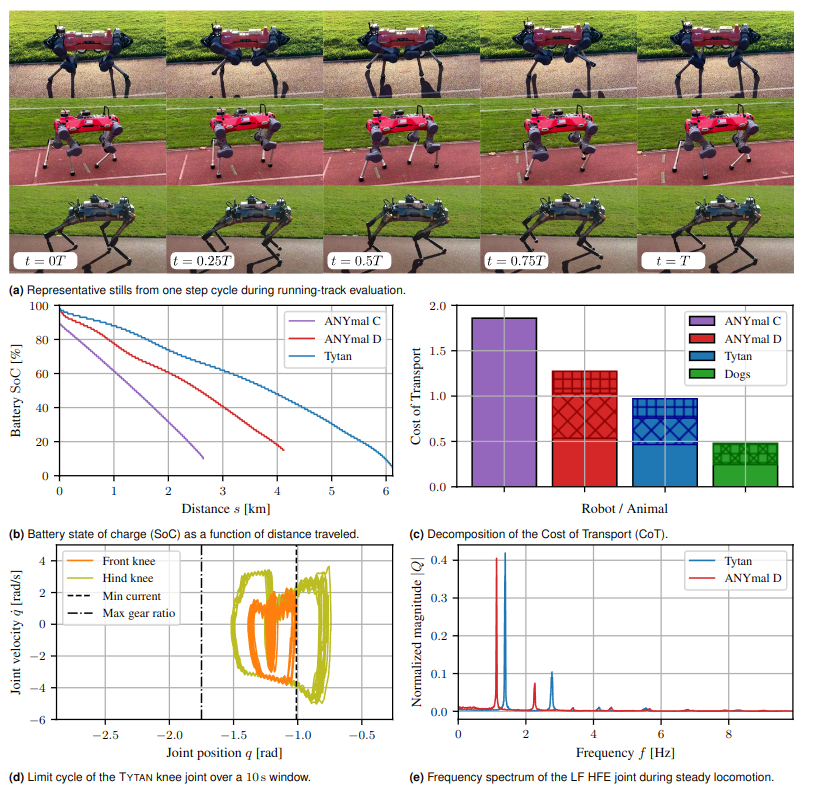 t = 0T
t = 0.25T
t = 0.5T
t = 0.75T
t = T
(a) Representative stills from one step cycle during running-track evaluation.
100
80
60
40
20
0
Battery SoC [%]
ANYmal C
ANYmal D
Tytan
0
1
2
3
4
5
6
Distance s [km]
(b) Battery state of charge (SoC) as a function of distance traveled.
2.0
1.5
1.0
0.5
0.0
Cost of Transport
ANYmal C
ANYmal D
Tytan
Dogs
Robot / Animal
(c) Decomposition of the Cost of Transport (CoT).
4
2
0
−2
−4
−6
Joint velocity q̇ [rad/s]
Front knee
Hind knee
Min current
Max gear ratio
−2.5
−2.0
−1.5
−1.0
−0.5
Joint position q [rad]
(d) Limit cycle of the TYTAN knee joint over a 10 s window.
0.4
0.3
0.2
0.1
0.0
Normalized magnitude |Q|
Tytan
ANYmal D
0
2
4
6
8
Frequency f [Hz]
(e) Frequency spectrum of the LF HFE joint during steady locomotion.